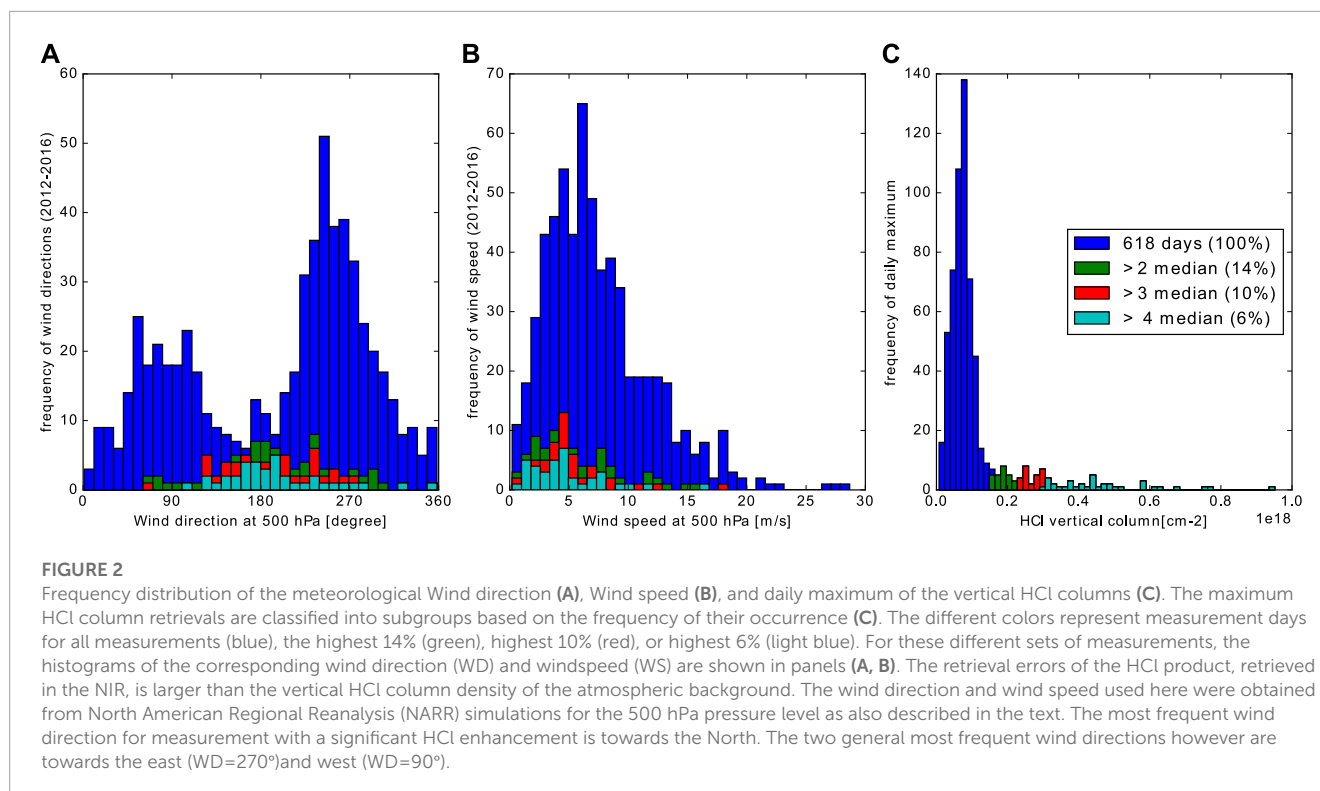 A
B
C
60
50
40
30
20
10
0
frequency of wind directions (2012-2016)
0 90 180 270 360
Wind direction at 500 hPa [degree]
70
60
50
40
30
20
10
0
frequency of wind speed (2012-2016)
0 5 10 15 20 25 30
Wind speed at 500 hPa [m/s]
140
120
100
80
60
40
20
0
frequency of daily maximum
618 days (100%)
>2 median (14%)
>3 median (10%)
> 4 median (6%)
0.0 0.2 0.4 0.6 0.8 1.0
HCl vertical column[cm-2]
1e18
FIGURE 2
Frequency distribution of the meteorological Wind direction (A), Wind speed (B), and daily maximum of the vertical HCl columns (C). The maximum
HCl column retrievals are classified into subgroups based on the frequency of their occurrence (C). The different colors represent measurement days
for all measurements (blue), the highest 14% (green), highest 10% (red), or highest 6% (light blue). For these different sets of measurements, the
histograms of the corresponding wind direction (WD) and windspeed (WS) are shown in panels (A, B). The retrieval errors of the HCl product, retrieved
in the NIR, is larger than the vertical HCl column density of the atmospheric background. The wind direction and wind speed used here were obtained
from North American Regional Reanalysis (NARR) simulations for the 500 hPa pressure level as also described in the text. The most frequent wind
direction for measurement with a significant HCl enhancement is towards the North. The two general most frequent wind directions however are
towards the east (WD=270°)and west (WD=90°).